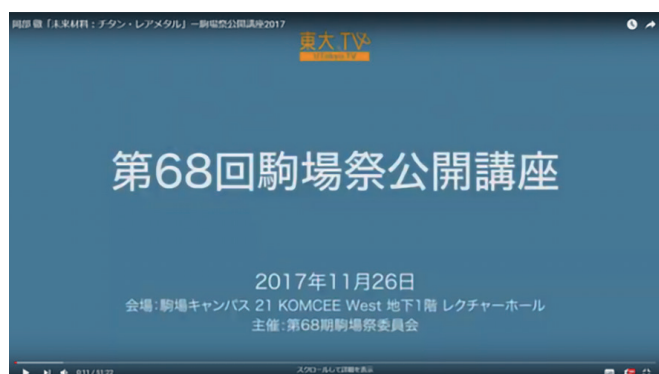 岡部 徹「未来材料:チタン・レアメタル」ー駒場祭公開講座2017
東大TV
UTokyo TV
第68回駒場祭公開講座
2017年11月26日
会場:駒場キャンパス 21 KOMCEE West 地下1階 レクチャーホール
主催:第68期駒場祭委員会
スクロールして詳細を表示